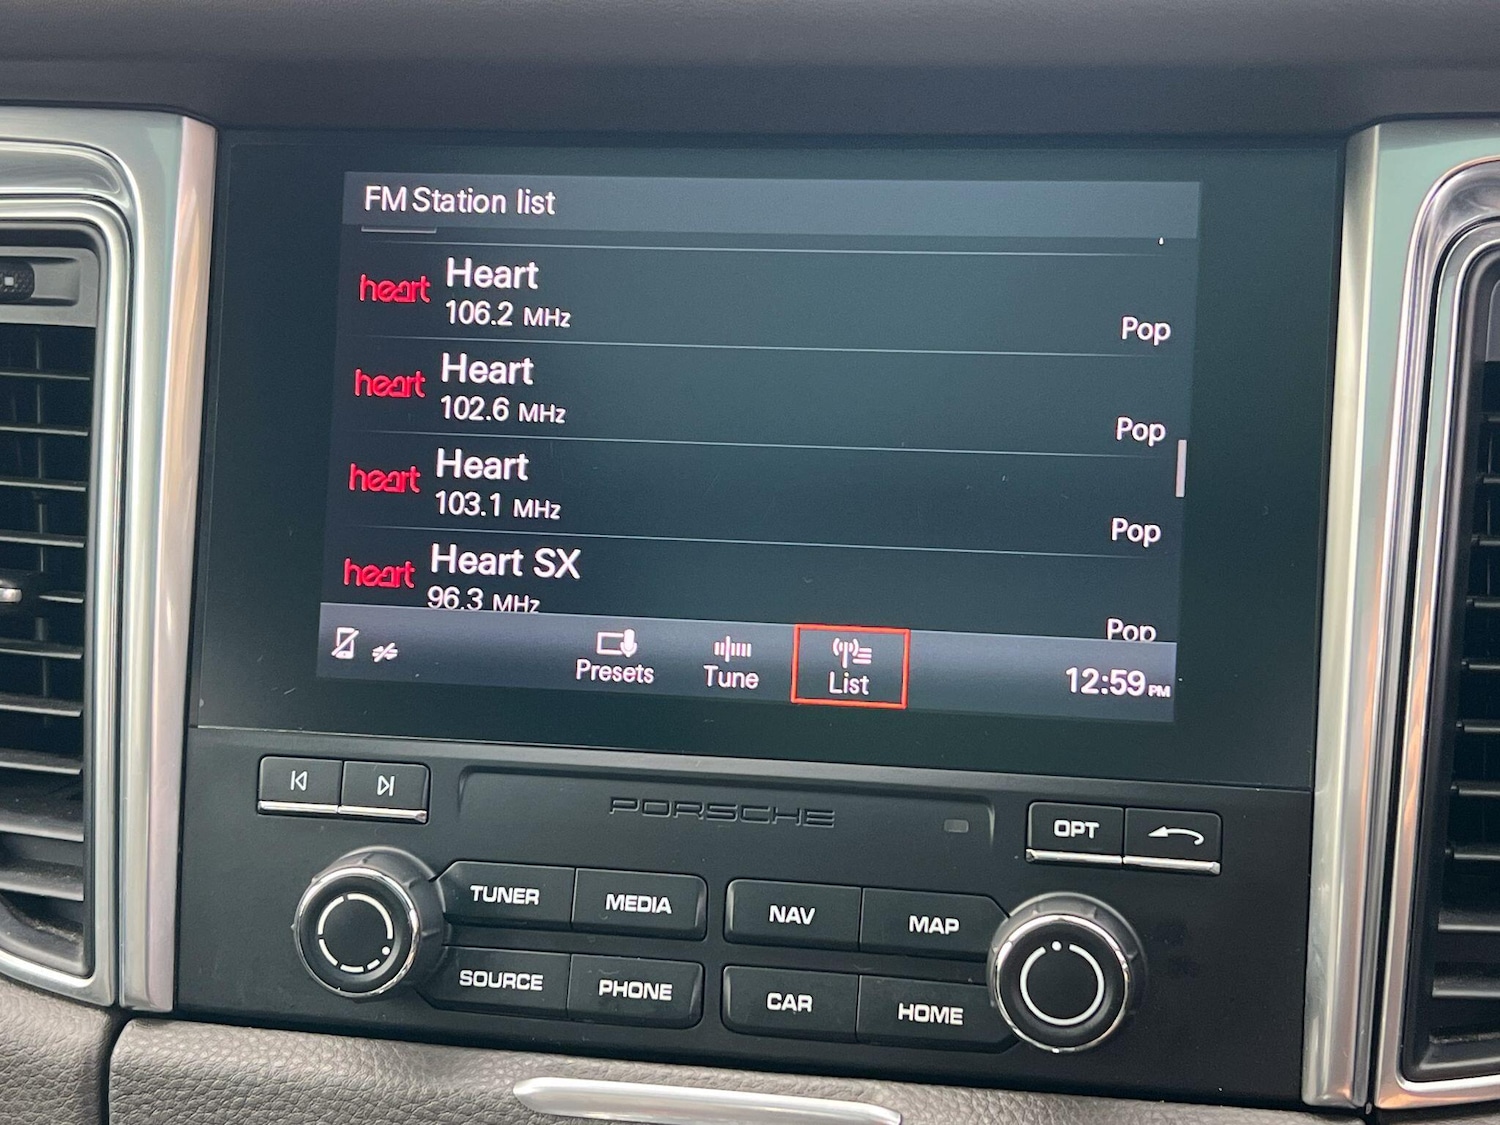 FM Station list
heart Heart
106.2 MHz
Pop
heart Heart
102.6 MHz
Pop
heart Heart
103.1 MHz
Pop
heart Heart SX
96.3 MHz
Pop
Presets Tune List 12:59 PM
PORSCHE
OPT
TUNER MEDIA NAV MAP
SOURCE PHONE CAR HOME